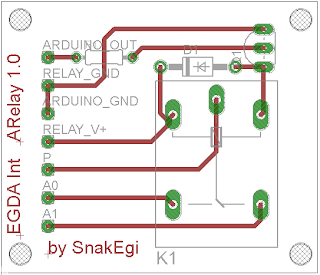 ARDUINO_OUT
RELAY_GND
ARDUINO_GND
RELAY_V+
P
A0
A1
D1
K1
EGDA Int ARelay 1.0
by SnakEgi